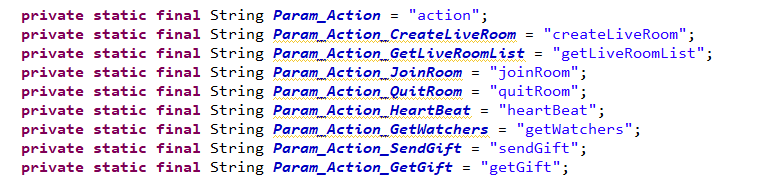 private static final String Param_Action = "action";
private static final String Param_Action_CreateLiveRoom = "createLiveRoom";
private static final String Param_Action_GetLiveRoomList = "getLiveRoomList";
private static final String Param_Action_JoinRoom = "joinRoom";
private static final String Param_Action_QuitRoom = "quitRoom";
private static final String Param_Action_HeartBeat = "heartBeat";
private static final String Param_Action_GetWatchers = "getWatchers";
private static final String Param_Action_SendGift = "sendGift";
private static final String Param_Action_GetGift = "getGift";